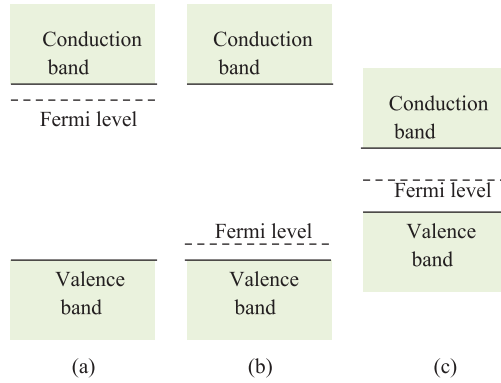 Conduction
band
Fermi level
Valence
band
(a)
Conduction
band
Fermi level
Valence
band
(b)
Conduction
band
Fermi level
Valence
band
(c)